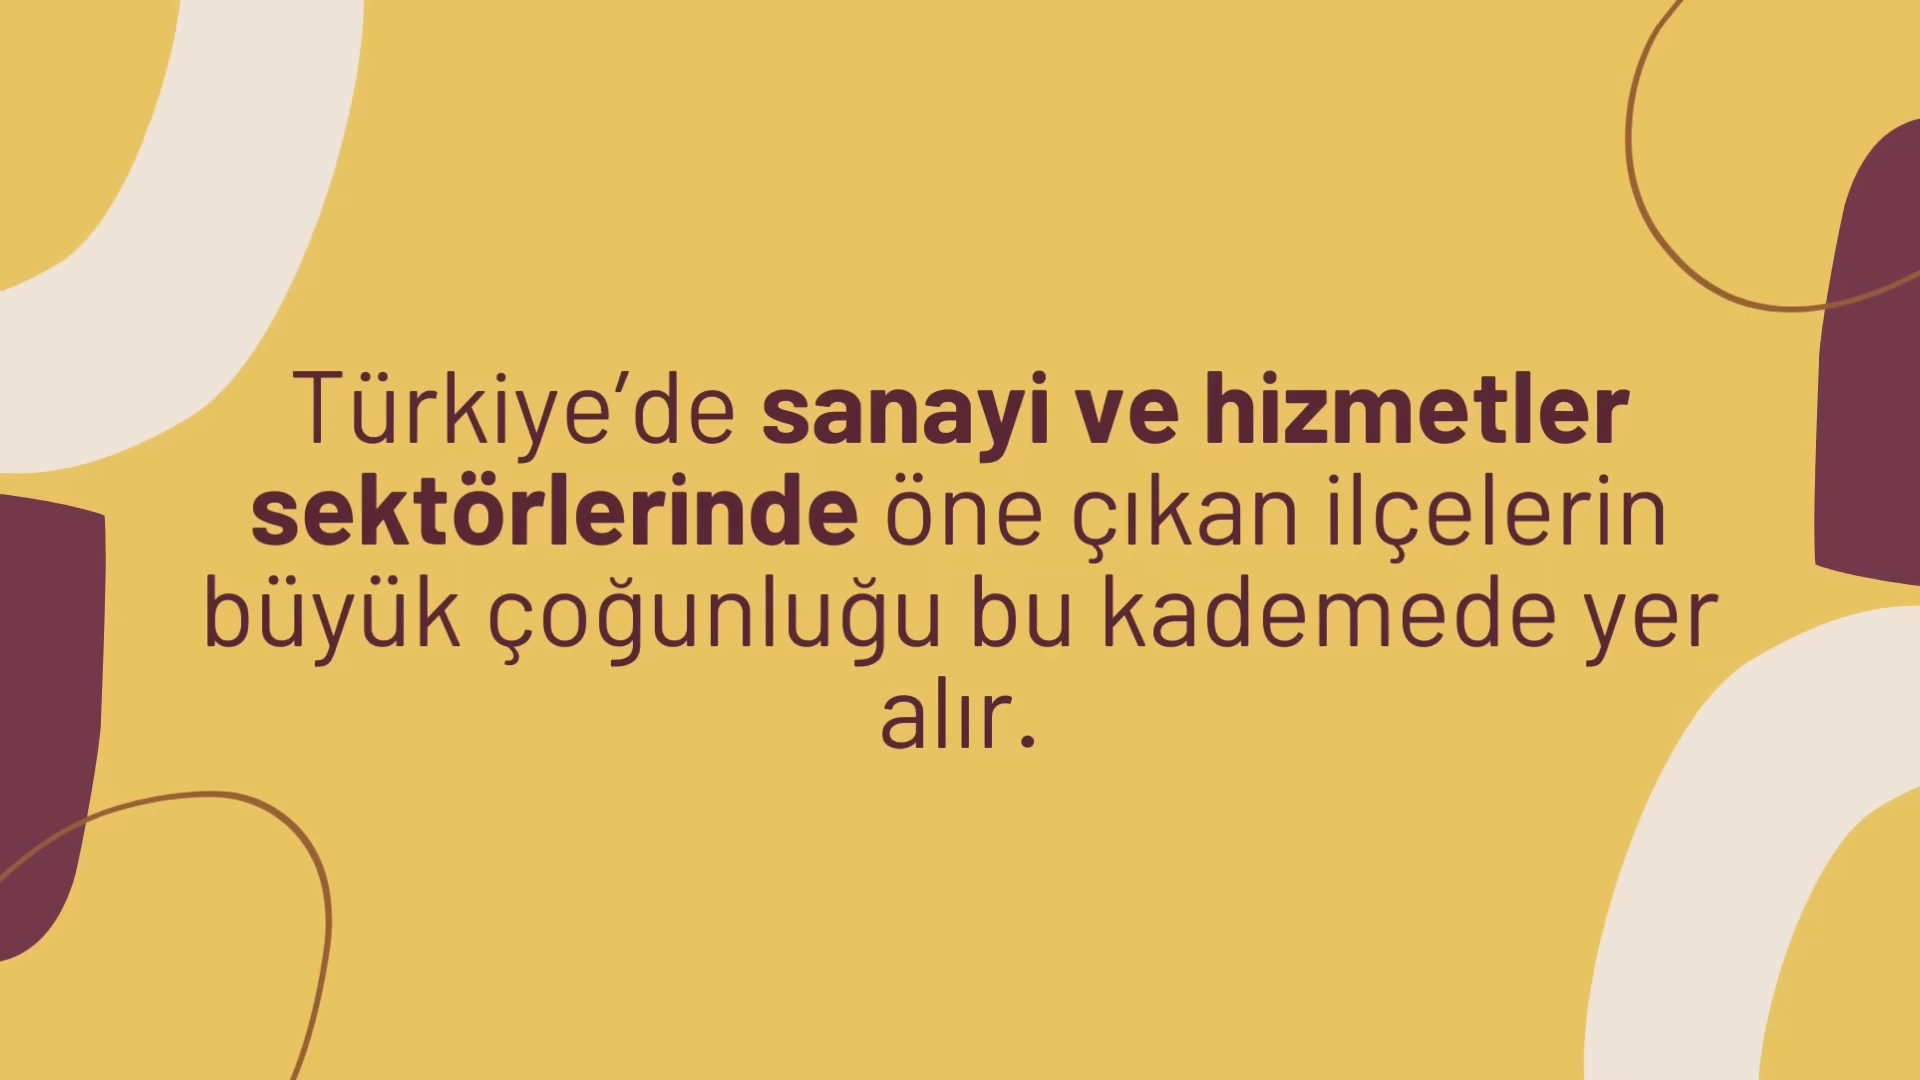 Türkiye’de sanayi ve hizmetler
sektörlerinde öne çıkan ilçelerin
büyük çoğunluğu bu kademede yer
alır.